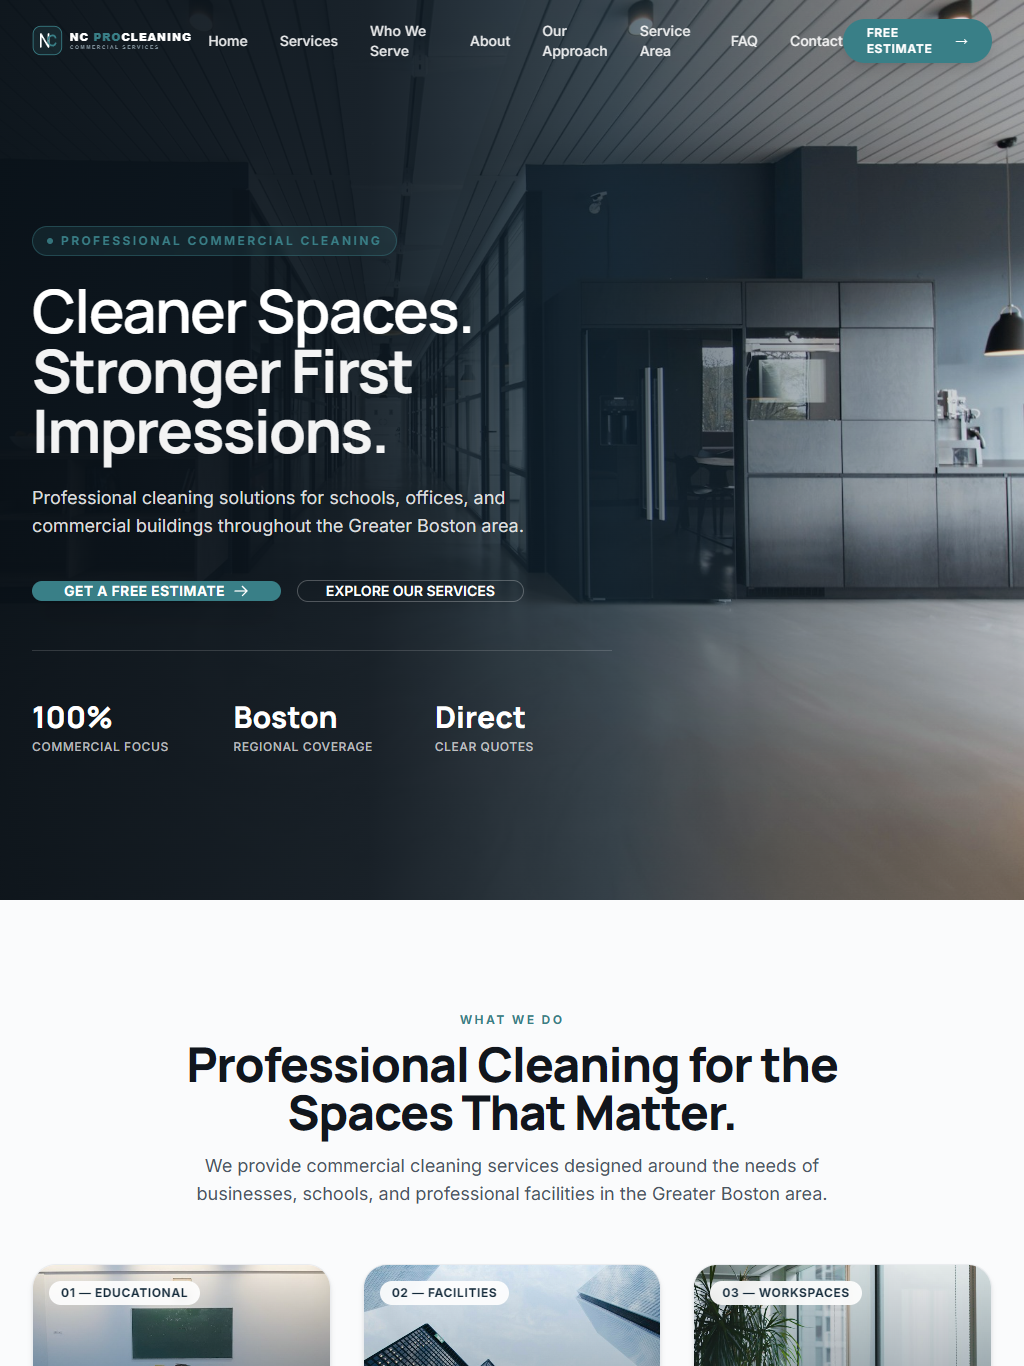 NC PROCLEANING
COMMERCIAL SERVICES
Home
Services
Who We
Serve
About
Our
Approach
Service
Area
FAQ
Contact
FREE
ESTIMATE →
PROFESSIONAL COMMERCIAL CLEANING
Cleaner Spaces.
Stronger First
Impressions.
Professional cleaning solutions for schools, offices, and
commercial buildings throughout the Greater Boston area.
GET A FREE ESTIMATE →
EXPLORE OUR SERVICES
100%
COMMERCIAL FOCUS
Boston
REGIONAL COVERAGE
Direct
CLEAR QUOTES
WHAT WE DO
Professional Cleaning for the
Spaces That Matter.
We provide commercial cleaning services designed around the needs of
businesses, schools, and professional facilities in the Greater Boston area.
01 — EDUCATIONAL
02 — FACILITIES
03 — WORKSPACES